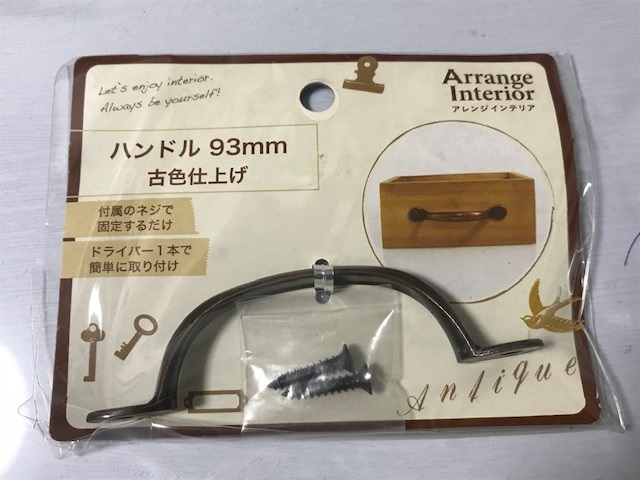 Let's enjoy interior.
Always be yourself!
Arrange
Interior
アレンジインテリア
ハンドル 93mm
古色仕上げ
付属のネジで
固定するだけ
ドライバー1本で
簡単に取り付け
Antique